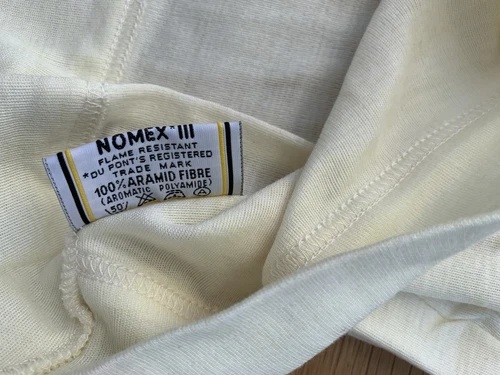 NOMEX* III
FLAME RESISTANT
*DU PONT'S REGISTERED
TRADE MARK
100% ARAMID FIBRE
(AROMATIC POLYAMIDE)
50 A